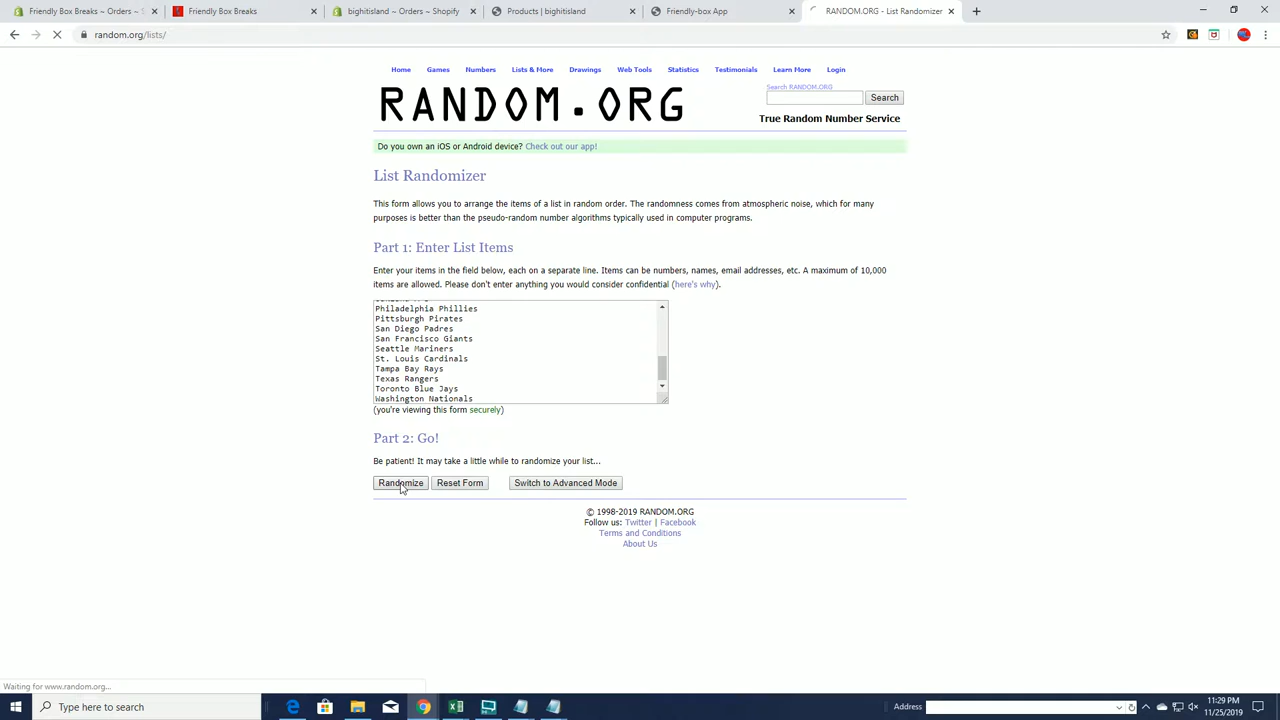 Friendly Box Breaks ~ Orders ~ S
Friendly Box Breaks
bighitisland ~ Orders ~ Shopify
Products | bighitisland
Friendly-box App
RANDOM.ORG - List Randomizer
random.org/lists/
Home Games Numbers Lists & More Drawings Web Tools Statistics Testimonials Learn More Login
RANDOM.ORG
Search RANDOM.ORG
Search
True Random Number Service
Do you own an iOS or Android device? Check out our app!
List Randomizer
This form allows you to arrange the items of a list in random order. The randomness comes from atmospheric noise, which for many
purposes is better than the pseudo-random number algorithms typically used in computer programs.
Part 1: Enter List Items
Enter your items in the field below, each on a separate line. Items can be numbers, names, email addresses, etc. A maximum of 10,000
items are allowed. Please don't enter anything you would consider confidential (here's why).
Philadelphia Phillies
Pittsburgh Pirates
San Diego Padres
San Francisco Giants
Seattle Mariners
St. Louis Cardinals
Tampa Bay Rays
Texas Rangers
Toronto Blue Jays
Washington Nationals
(you're viewing this form securely)
Part 2: Go!
Be patient! It may take a little while to randomize your list...
Randomize Reset Form Switch to Advanced Mode
© 1998-2019 RANDOM.ORG
Follow us: Twitter | Facebook
Terms and Conditions
About Us
Waiting for www.random.org...
Type here to search
Address
11:29 PM
11/25/2019